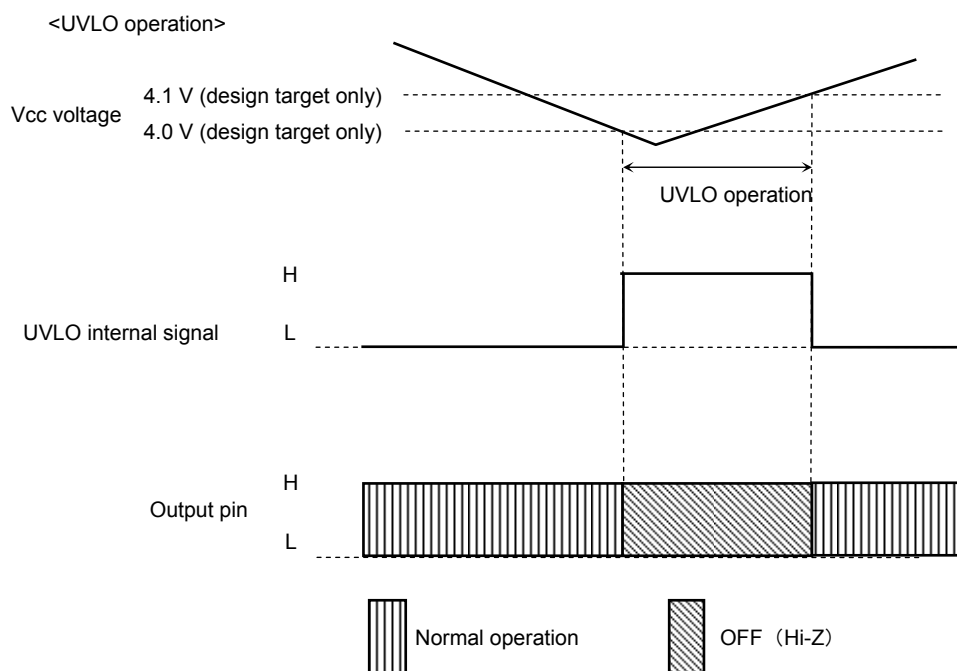 <UVLO operation>
4.1 V (design target only)
Vcc voltage
4.0 V (design target only)
UVLO operation
H
UVLO internal signal
L
H
Output pin
L
Normal operation
OFF（Hi-Z）